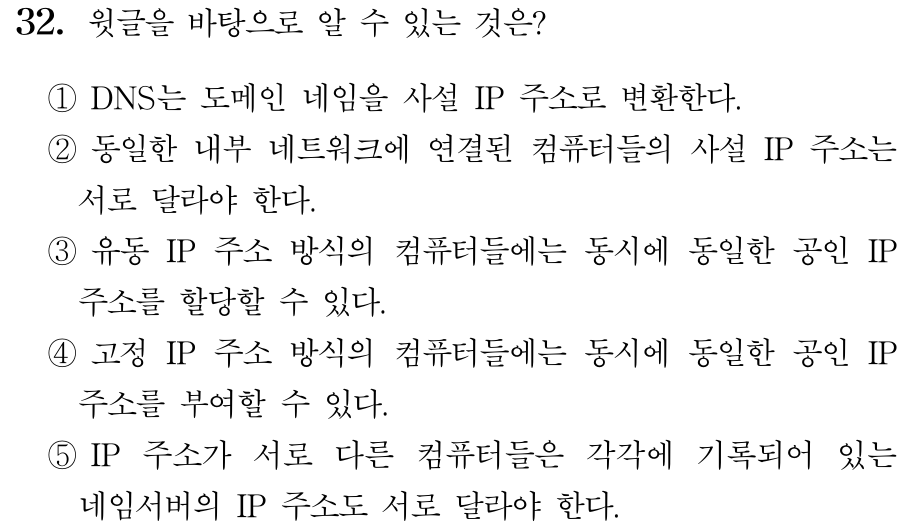 32. 윗글을 바탕으로 알 수 있는 것은?
① DNS는 도메인 네임을 사설 IP 주소로 변환한다.
② 동일한 내부 네트워크에 연결된 컴퓨터들의 사설 IP 주소는
서로 달라야 한다.
③ 유동 IP 주소 방식의 컴퓨터들에는 동시에 동일한 공인 IP
주소를 할당할 수 있다.
④ 고정 IP 주소 방식의 컴퓨터들에는 동시에 동일한 공인 IP
주소를 부여할 수 있다.
⑤ IP 주소가 서로 다른 컴퓨터들은 각각에 기록되어 있는
네임서버의 IP 주소도 서로 달라야 한다.